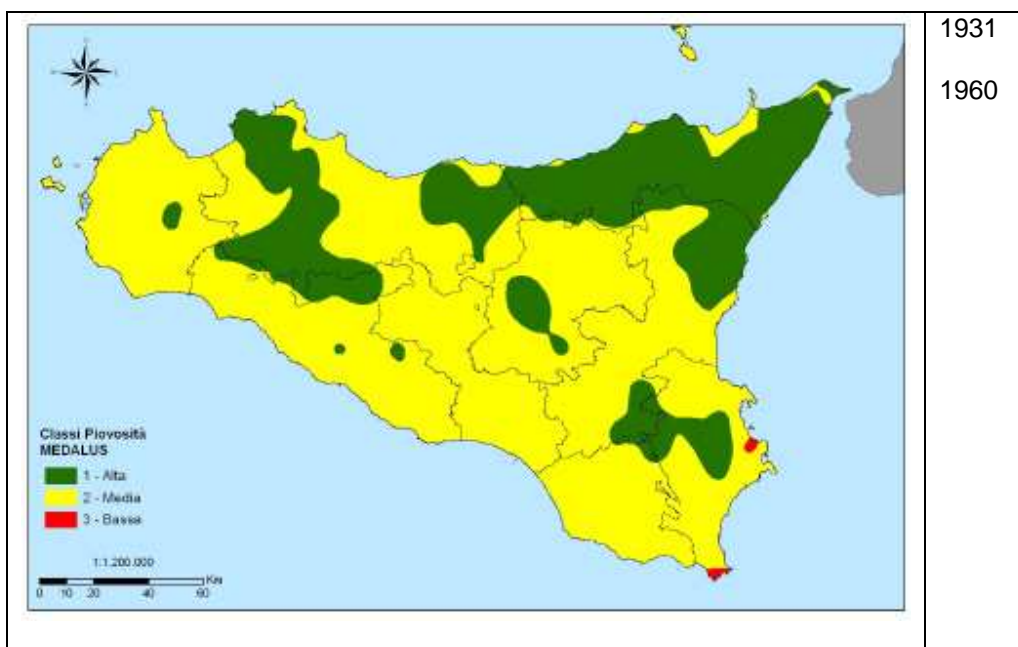 1931
1960
Classi Piovosità
MEDALUS
1 - Alta
2 - Media
3 - Bassa
1:1.200.000
Km
0 10 20 40 60